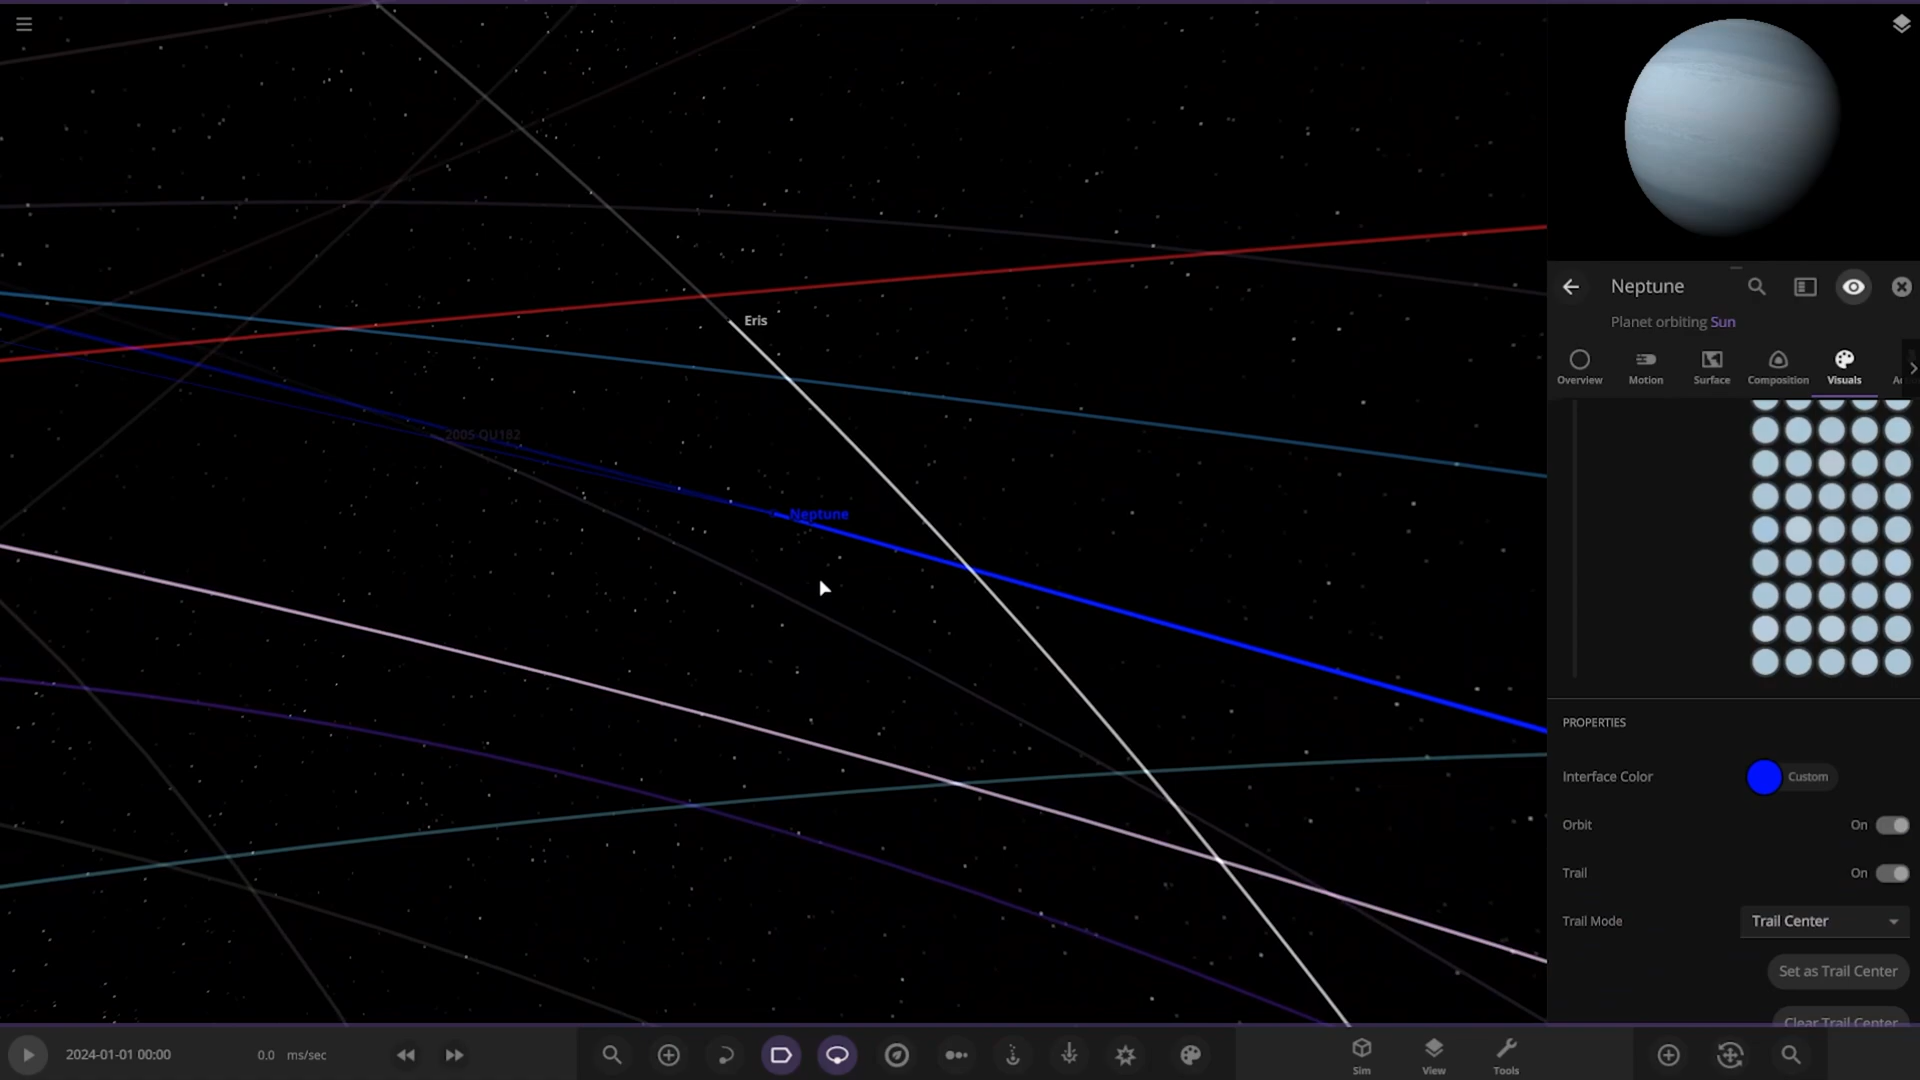 Eris
2005 QU182
Neptune
Neptune
Planet orbiting Sun
Overview
Motion
Surface
Composition
Visuals
PROPERTIES
Interface Color
Custom
Orbit
On
Trail
On
Trail Mode
Trail Center
Set as Trail Center
Clear Trail Center
2024-01-01 00:00
0.0 ms/sec
Sim
View
Tools